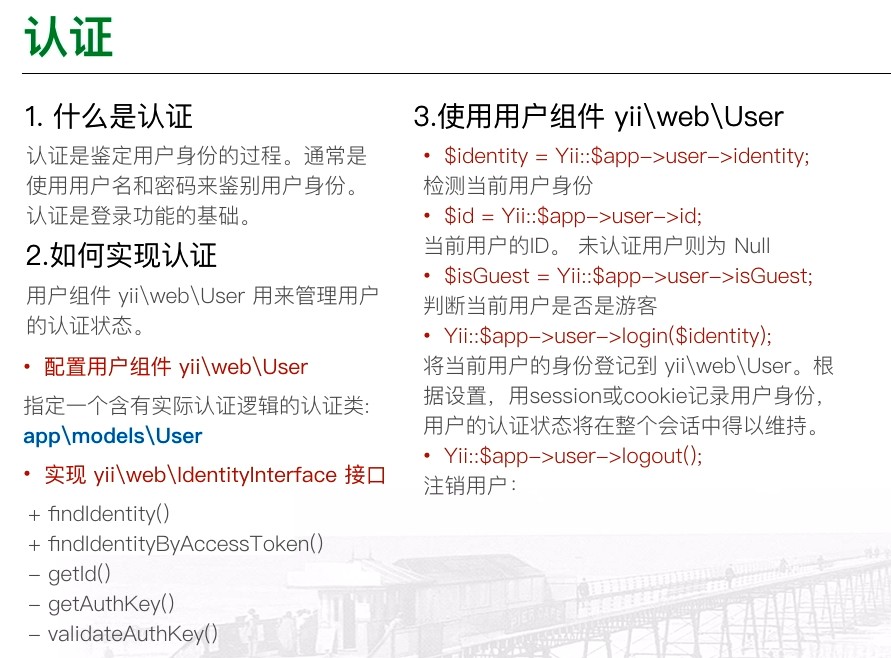 认证
1. 什么是认证
认证是鉴定用户身份的过程。通常是
使用用户名和密码来鉴别用户身份。
认证是登录功能的基础。
2.如何实现认证
用户组件 yii\web\User 用来管理用户
的认证状态。
• 配置用户组件 yii\web\User
指定一个含有实际认证逻辑的认证类:
app\models\User
• 实现 yii\web\IdentityInterface 接口
+ findIdentity()
+ findIdentityByAccessToken()
– getId()
– getAuthKey()
– validateAuthKey()
3.使用用户组件 yii\web\User
• $identity = Yii::$app–>user–>identity;
检测当前用户身份
• $id = Yii::$app–>user–>id;
当前用户的ID。 未认证用户则为 Null
• $isGuest = Yii::$app–>user–>isGuest;
判断当前用户是否是游客
• Yii::$app–>user–>login($identity);
将当前用户的身份登记到 yii\web\User。根
据设置，用session或cookie记录用户身份，
用户的认证状态将在整个会话中得以维持。
• Yii::$app–>user–>logout();
注销用户：